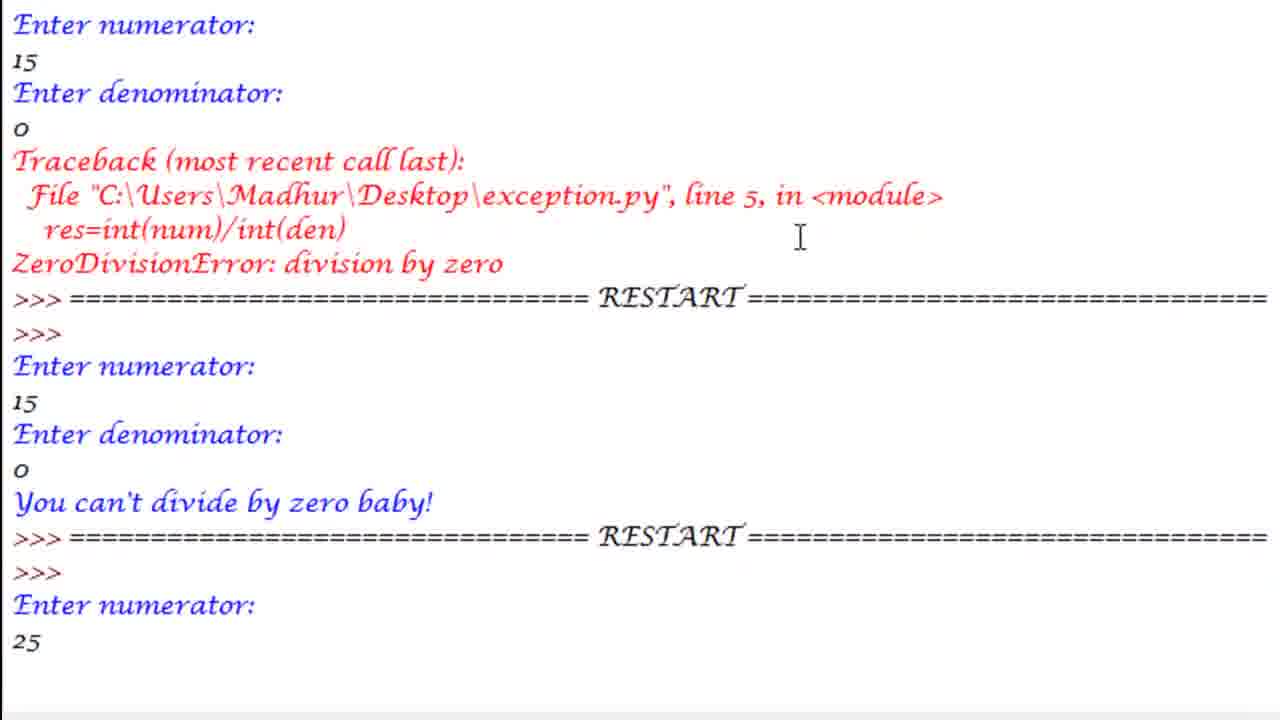 Enter numerator:
15
Enter denominator:
0
Traceback (most recent call last):
  File "C:\Users\Madhur\Desktop\exception.py", line 5, in <module>
    res=int(num)/int(den)
ZeroDivisionError: division by zero
>>> ================================ RESTART ================================
>>>
Enter numerator:
15
Enter denominator:
0
You can't divide by zero baby!
>>> ================================ RESTART ================================
>>>
Enter numerator:
25